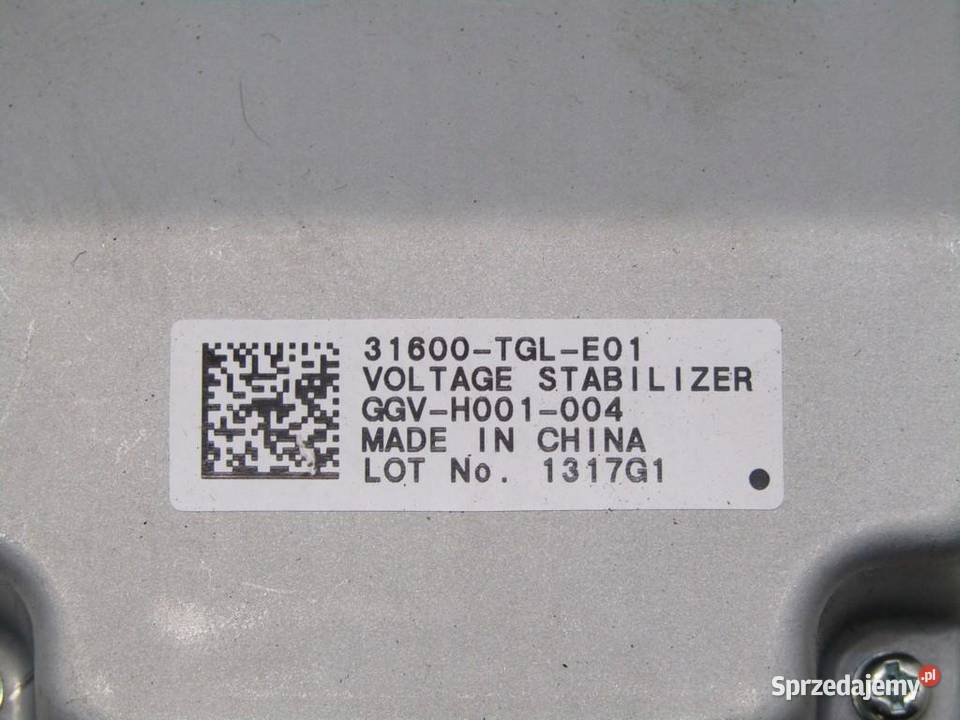 31600-TGL-E01
VOLTAGE STABILIZER
GGV-H001-004
MADE IN CHINA
LOT No. 1317G1
Sprzedajemy.pl